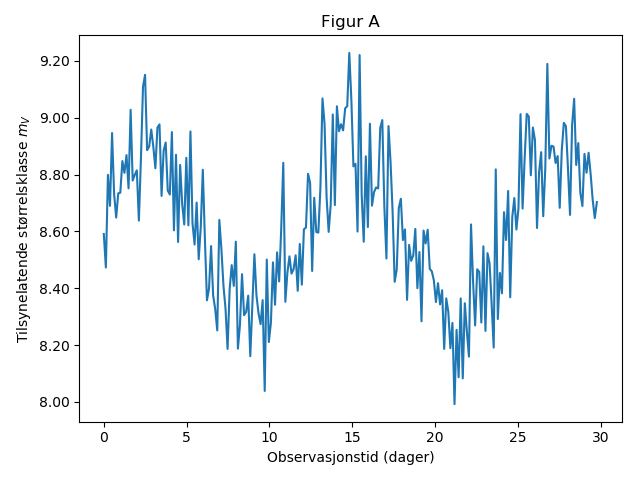 Figur A
Tilsynelatende størrelsklasse $m_V$
9.20
9.00
8.80
8.60
8.40
8.20
8.00
0 5 10 15 20 25 30
Observasjonstid (dager)